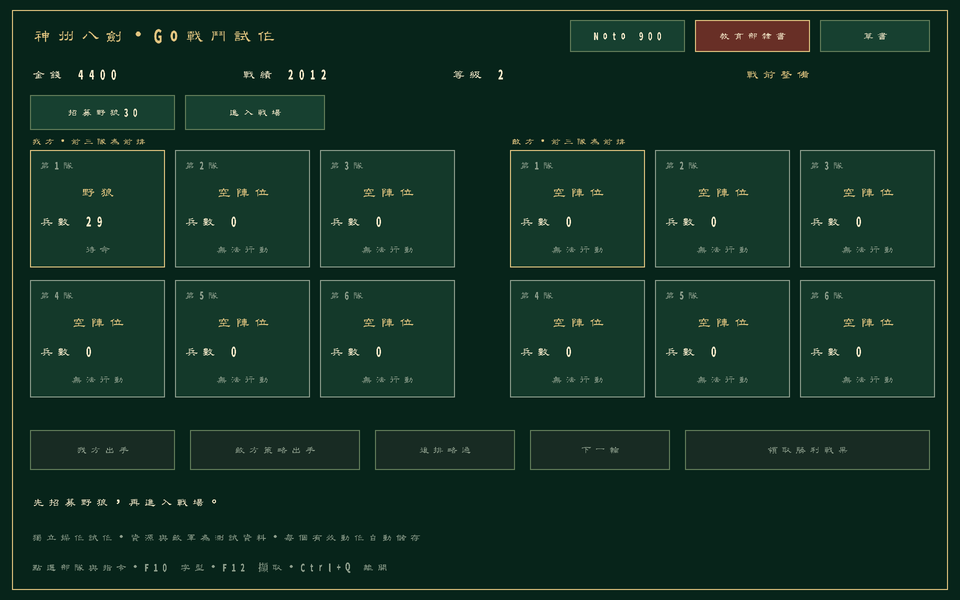 神州八劍•Go戰鬥試作
Noto 900
教育部隸書
草書
金錢 4400
戰績 2012
等級 2
戰前整備
招募野狼30
進入戰場
我方•前三隊為前排
敵方•前三隊為前排
第1隊
野狼
兵數 29
待命
第2隊
空陣位
兵數 0
無法行動
第3隊
空陣位
兵數 0
無法行動
第1隊
空陣位
兵數 0
無法行動
第2隊
空陣位
兵數 0
無法行動
第3隊
空陣位
兵數 0
無法行動
第4隊
空陣位
兵數 0
無法行動
第5隊
空陣位
兵數 0
無法行動
第6隊
空陣位
兵數 0
無法行動
第4隊
空陣位
兵數 0
無法行動
第5隊
空陣位
兵數 0
無法行動
第6隊
空陣位
兵數 0
無法行動
我方出手
敵方策略出手
這排略過
下一輪
領取勝利戰果
先招募野狼，再進入戰場。
獨立操作試作•資源與敵軍為測試資料•每個有效動作自動儲存
點選部隊與指令•F10 字型•F12 擷取•Ctrl+Q 離開